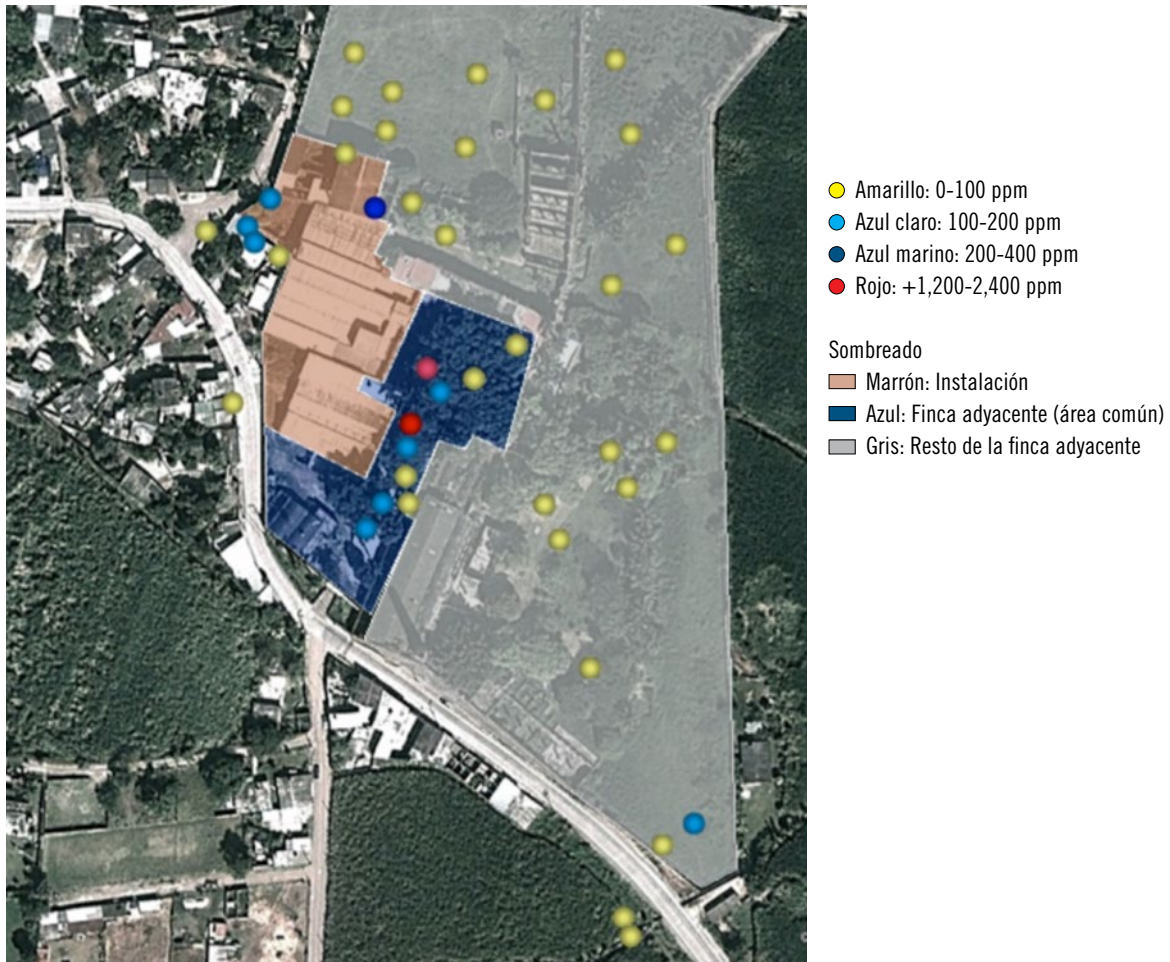 Amarillo: 0-100 ppm
Azul claro: 100-200 ppm
Azul marino: 200-400 ppm
Rojo: +1,200-2,400 ppm
Sombreado
Marrón: Instalación
Azul: Finca adyacente (área común)
Gris: Resto de la finca adyacente